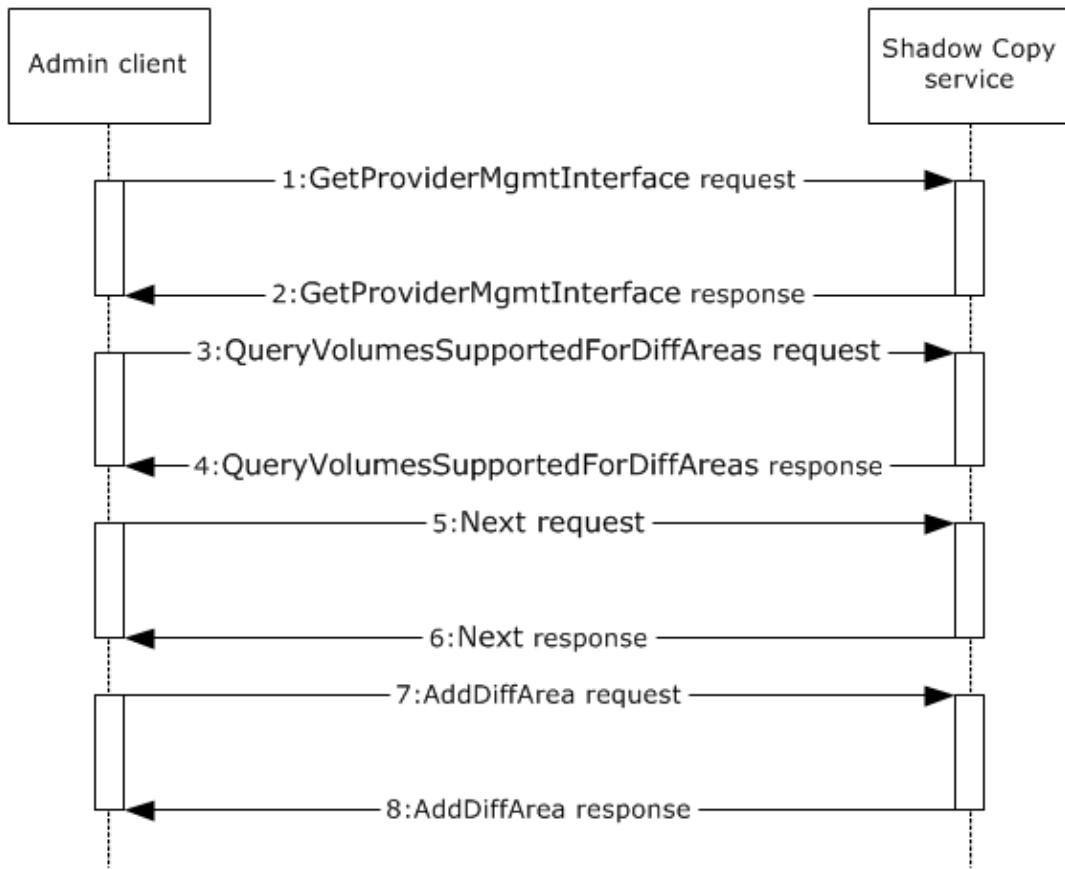 Admin client
Shadow Copy
service
1:GetProviderMgmtInterface request
2:GetProviderMgmtInterface response
3:QueryVolumesSupportedForDiffAreas request
4:QueryVolumesSupportedForDiffAreas response
5:Next request
6:Next response
7:AddDiffArea request
8:AddDiffArea response